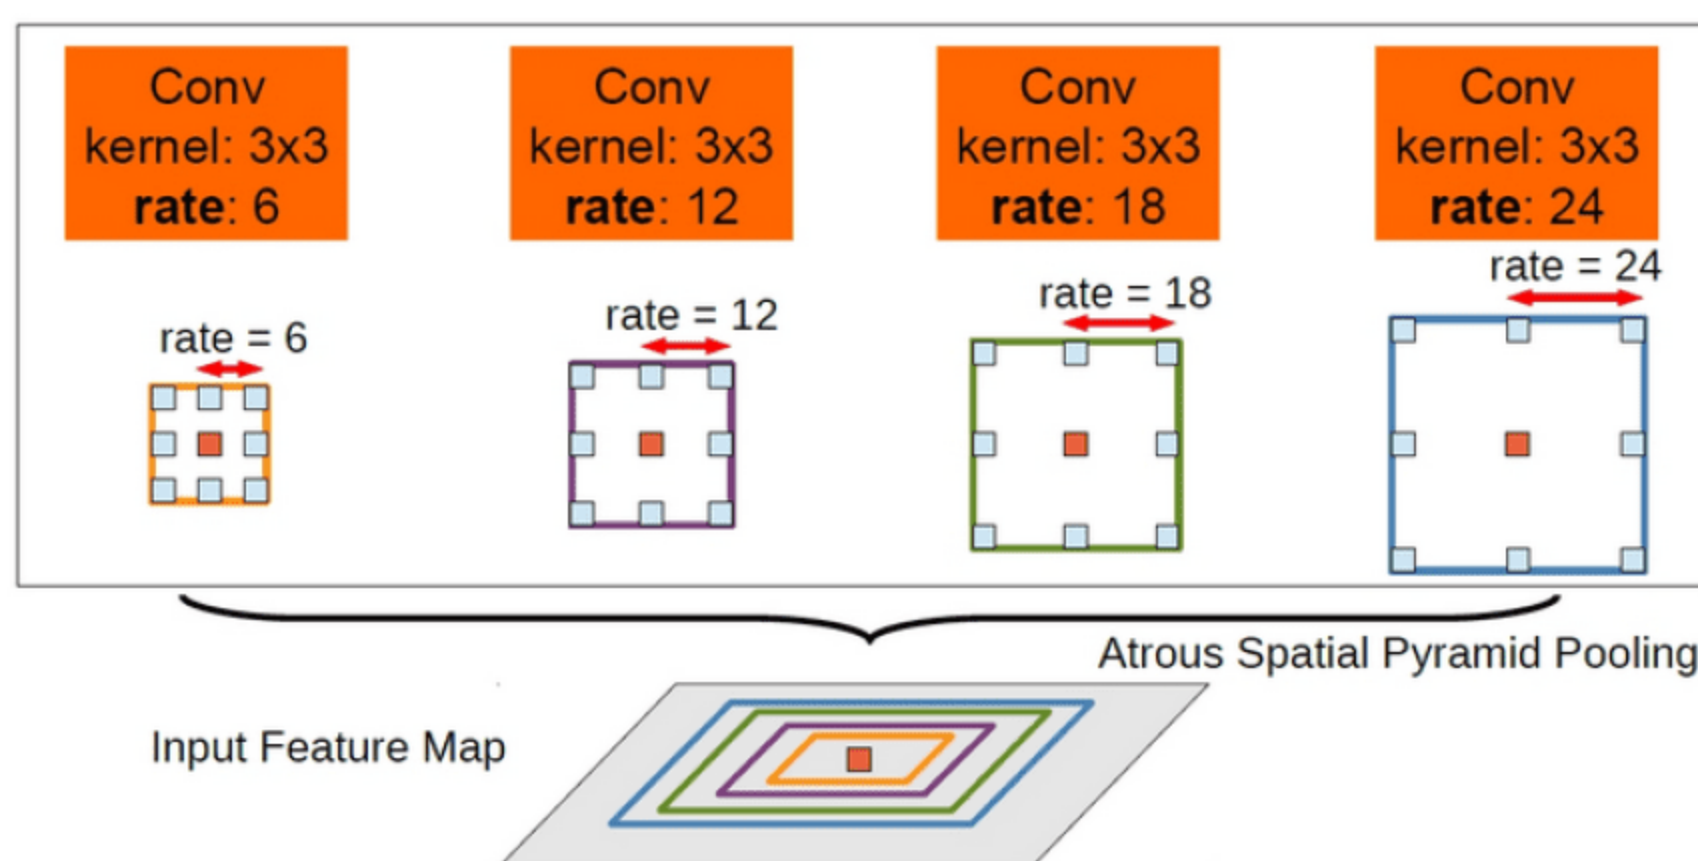 Conv
kernel: 3x3
rate: 6
Conv
kernel: 3x3
rate: 12
Conv
kernel: 3x3
rate: 18
Conv
kernel: 3x3
rate: 24
rate = 6
rate = 12
rate = 18
rate = 24
Atrous Spatial Pyramid Pooling
Input Feature Map